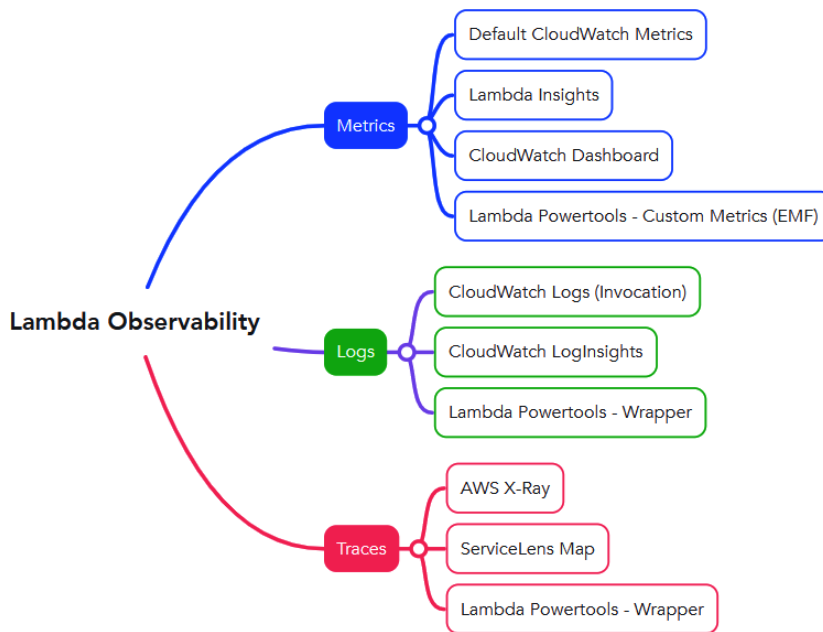 Lambda Observability
Metrics
Default CloudWatch Metrics
Lambda Insights
CloudWatch Dashboard
Lambda Powertools - Custom Metrics (EMF)
Logs
CloudWatch Logs (Invocation)
CloudWatch LogInsights
Lambda Powertools - Wrapper
Traces
AWS X-Ray
ServiceLens Map
Lambda Powertools - Wrapper